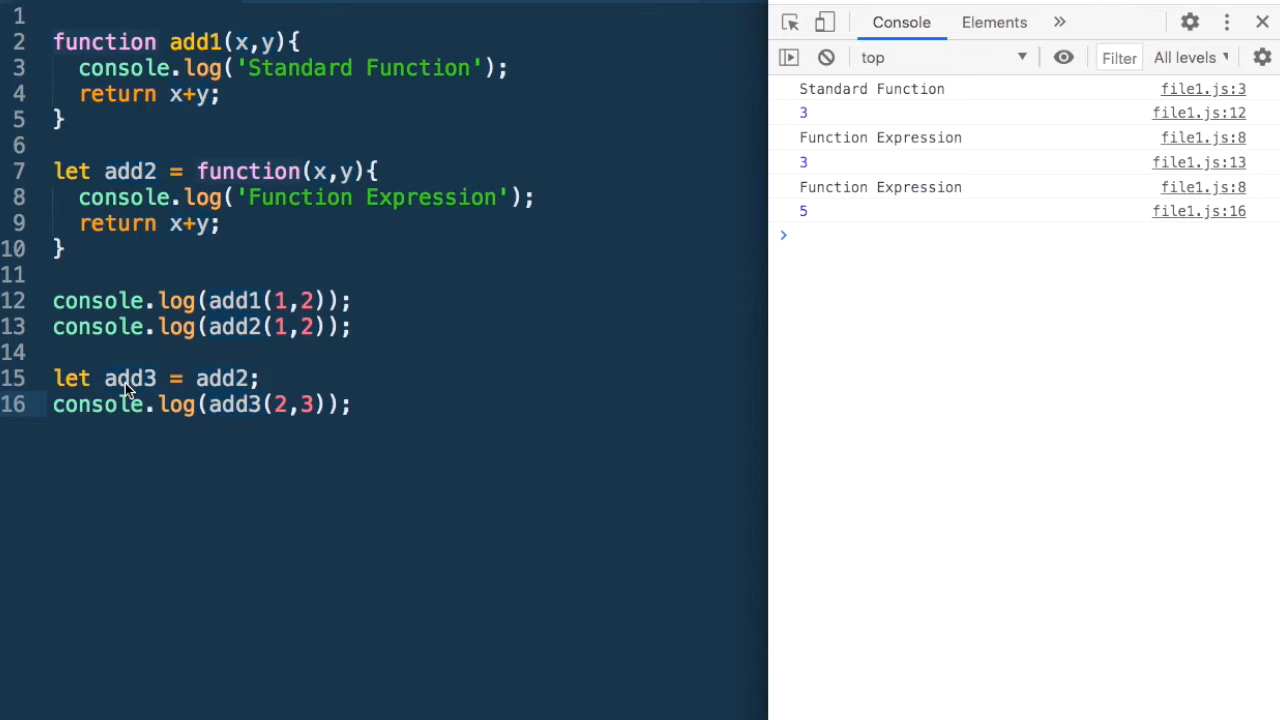 1
2 function add1(x,y){
3 console.log('Standard Function');
4 return x+y;
5 }
6
7 let add2 = function(x,y){
8 console.log('Function Expression');
9 return x+y;
10 }
11
12 console.log(add1(1,2));
13 console.log(add2(1,2));
14
15 let add3 = add2;
16 console.log(add3(2,3));
Console Elements »
top Filter All levels
Standard Function file1.js:3
3 file1.js:12
Function Expression file1.js:8
3 file1.js:13
Function Expression file1.js:8
5 file1.js:16